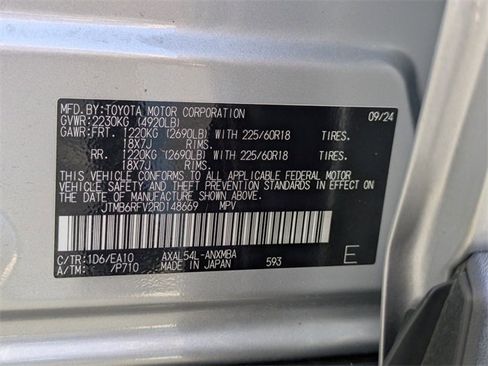 MFD.BY:TOYOTA MOTOR CORPORATION 09/24
GVWR:2230KG (4920LB)
GAWR:FRT. 1220KG (2690LB) WITH 225/60R18 TIRES.
18X7J RIMS.
RR. 1220KG (2690LB) WITH 225/60R18 TIRES.
18X7J RIMS.
THIS VEHICLE CONFORMS TO ALL APPLICABLE FEDERAL MOTOR
VEHICLE SAFETY AND THEFT PREVENTION STANDARDS IN EFFECT
ON THE DATE OF MANUFACTURE SHOWN ABOVE.
JTMB6RFV2RD148669 MPV
C/TR:1D6/EA10 AXAL54L-ANXMBA
A/TM: /P710 MADE IN JAPAN 593 E